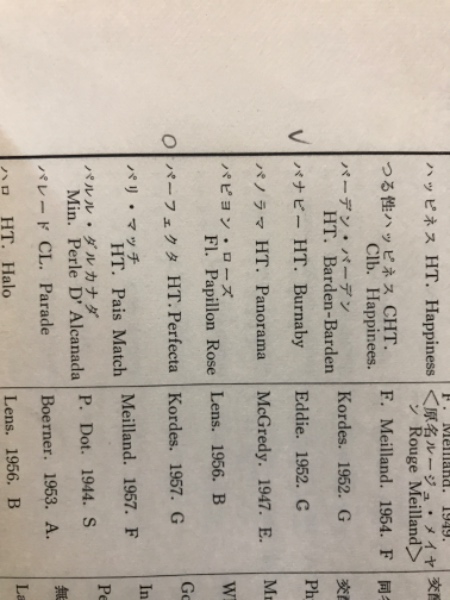 ハッピネス HT. Happiness
F. Meilland. 1949.
<原名ルージュ・メイヤ
ン Rouge Meilland>
つる性ハッピネス CHT.
Clb. Happinees.
F. Meilland. 1954. F
バーデン・バーデン
HT. Barden-Barden
Kordes. 1952. G
バナビー HT. Burnaby
Eddie. 1952. C
パノラマ HT. Panorama
McGredy. 1947. E.
パピヨン・ローズ
Fl. Papillon Rose
Lens. 1956. B
パーフェクタ HT. Perfecta
Kordes. 1957. G
パリ・マッチ
HT. Pais Match
Meilland. 1957. F
パルル・ダルカナダ
Min. Perle D'Alcanada
P. Dot. 1944. S
パレード CL. Parade
Boerner. 1953. A.
ハロ HT. Halo
Lens. 1956. B